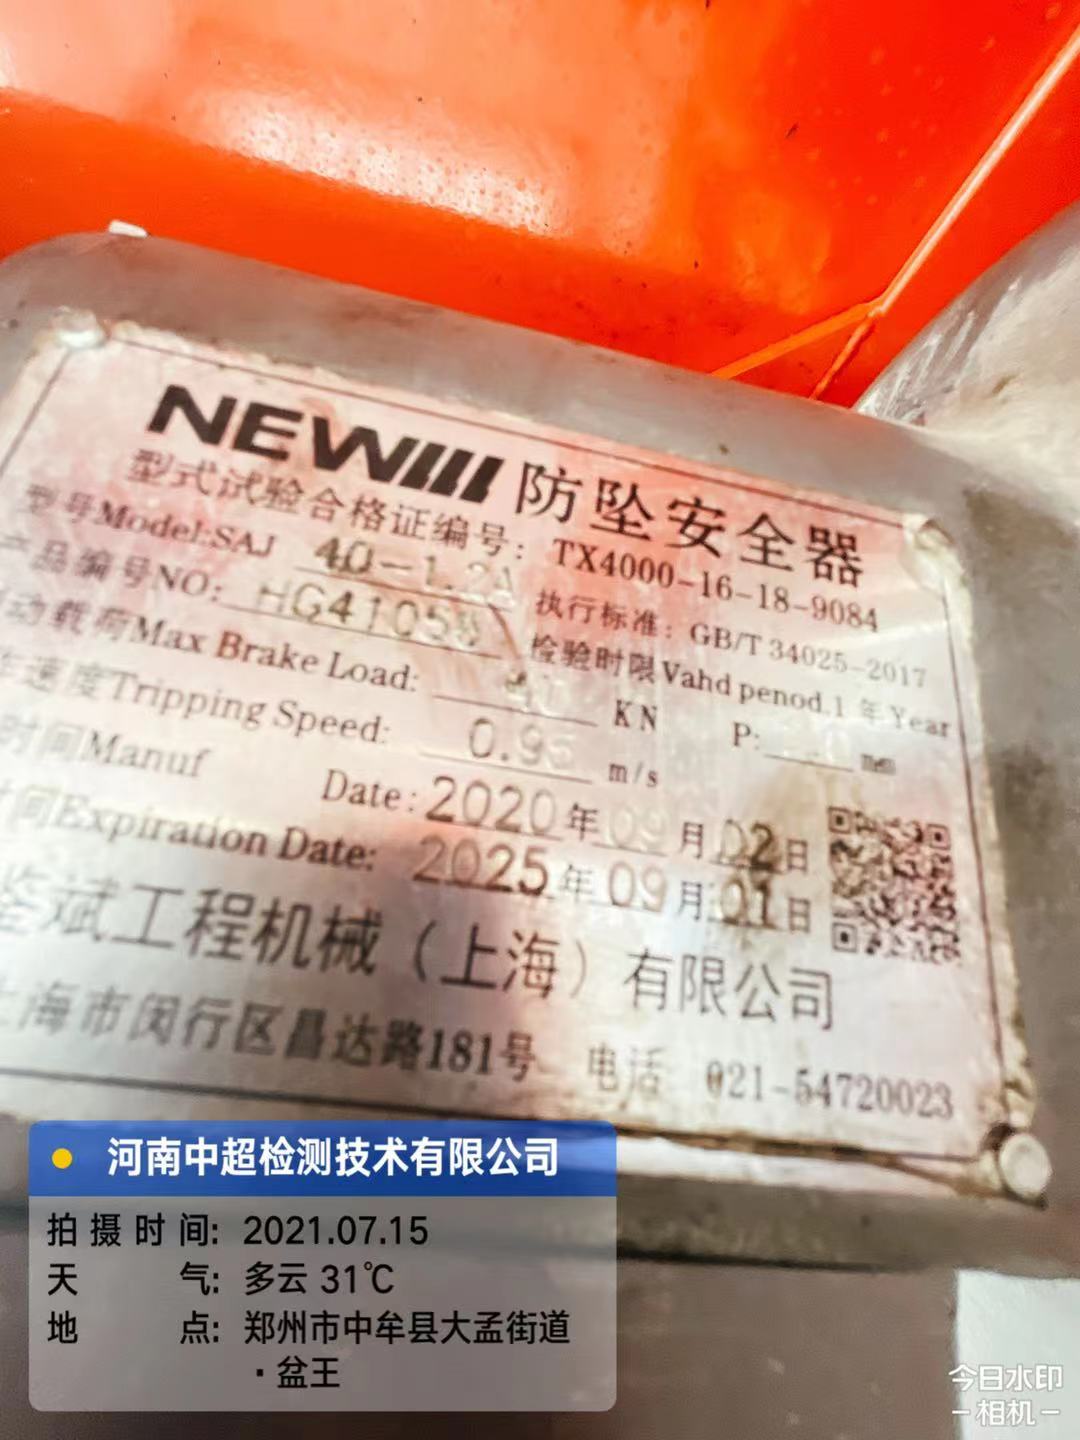 NEW 防坠安全器
型式试验合格证编号：TX4000-16-18-9084
型号Model:SAJ 40-1.2A 执行标准：GB/T 34025-2017
产品编号NO: HG41058 检验时限Vahd penod.1 年Year
动载荷Max Brake Load: 40 KN P: mm
速度Tripping Speed: 0.95 m/s
时间Manuf Date: 2020年09月02日
间Expiration Date: 2025年09月01日
斌工程机械（上海）有限公司
上海市闵行区昌达路181号 电话 021-54720023
河南中超检测技术有限公司
拍摄时间: 2021.07.15
天气: 多云 31℃
地点: 郑州市中牟县大孟街道
·盆王
今日水印
相机